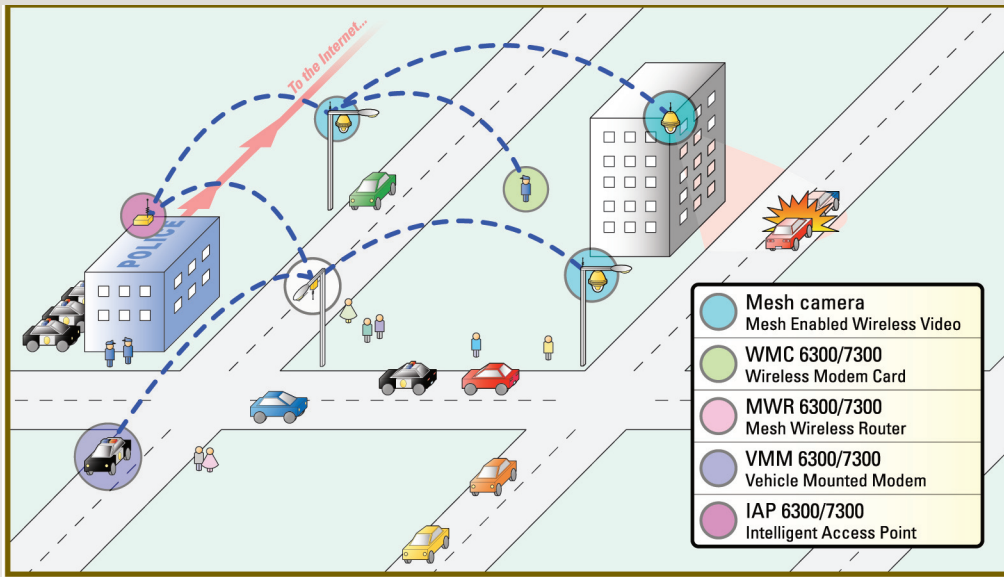 To the Internet...
POLICE
Mesh camera
Mesh Enabled Wireless Video
WMC 6300/7300
Wireless Modem Card
MWR 6300/7300
Mesh Wireless Router
VMM 6300/7300
Vehicle Mounted Modem
IAP 6300/7300
Intelligent Access Point